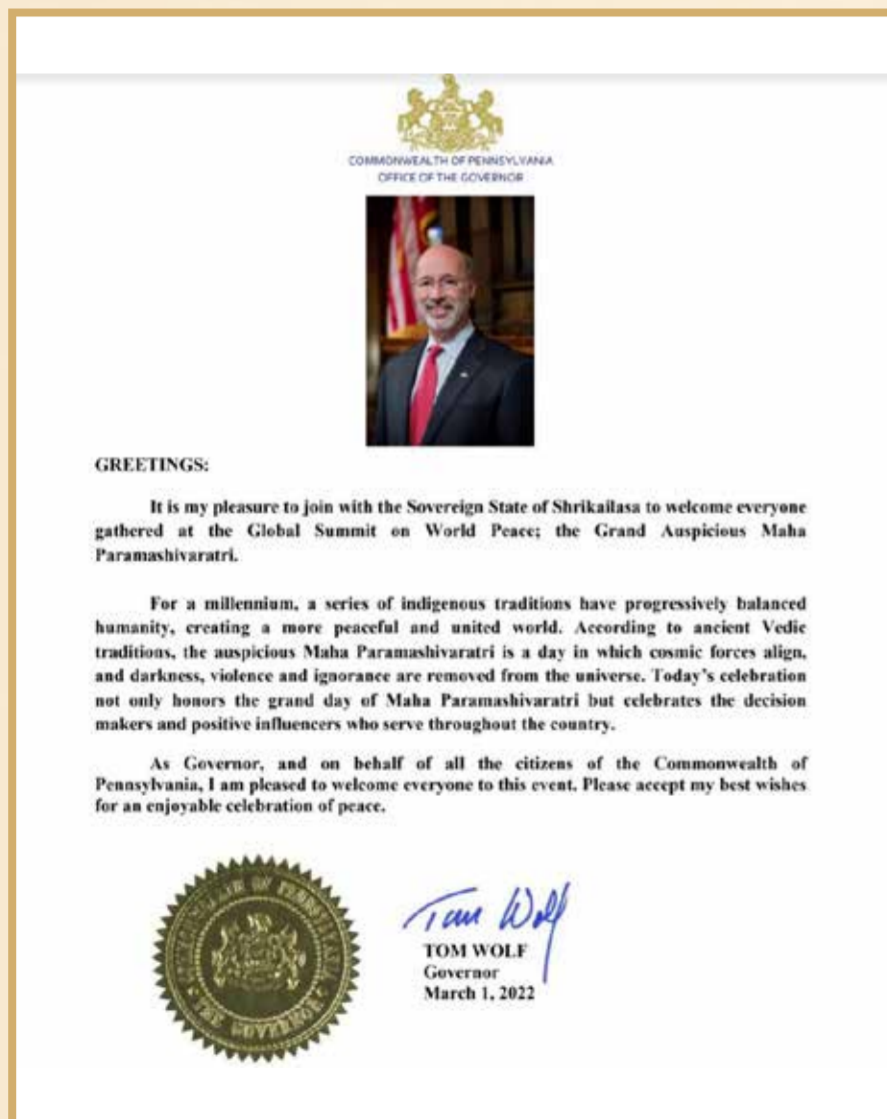 COMMONWEALTH OF PENNSYLVANIA
OFFICE OF THE GOVERNOR
GREETINGS:
It is my pleasure to join with the Sovereign State of Shrikailasa to welcome everyone
gathered at the Global Summit on World Peace; the Grand Auspicious Maha
Paramashivaratri.
For a millennium, a series of indigenous traditions have progressively balanced
humanity, creating a more peaceful and united world. According to ancient Vedic
traditions, the auspicious Maha Paramashivaratri is a day in which cosmic forces align,
and darkness, violence and ignorance are removed from the universe. Today's celebration
not only honors the grand day of Maha Paramashivaratri but celebrates the decision
makers and positive influencers who serve throughout the country.
As Governor, and on behalf of all the citizens of the Commonwealth of
Pennsylvania, I am pleased to welcome everyone to this event. Please accept my best wishes
for an enjoyable celebration of peace.
OF PENNSYLVANIA
THE GOVERNOR
Tom Wolf
TOM WOLF
Governor
March 1, 2022